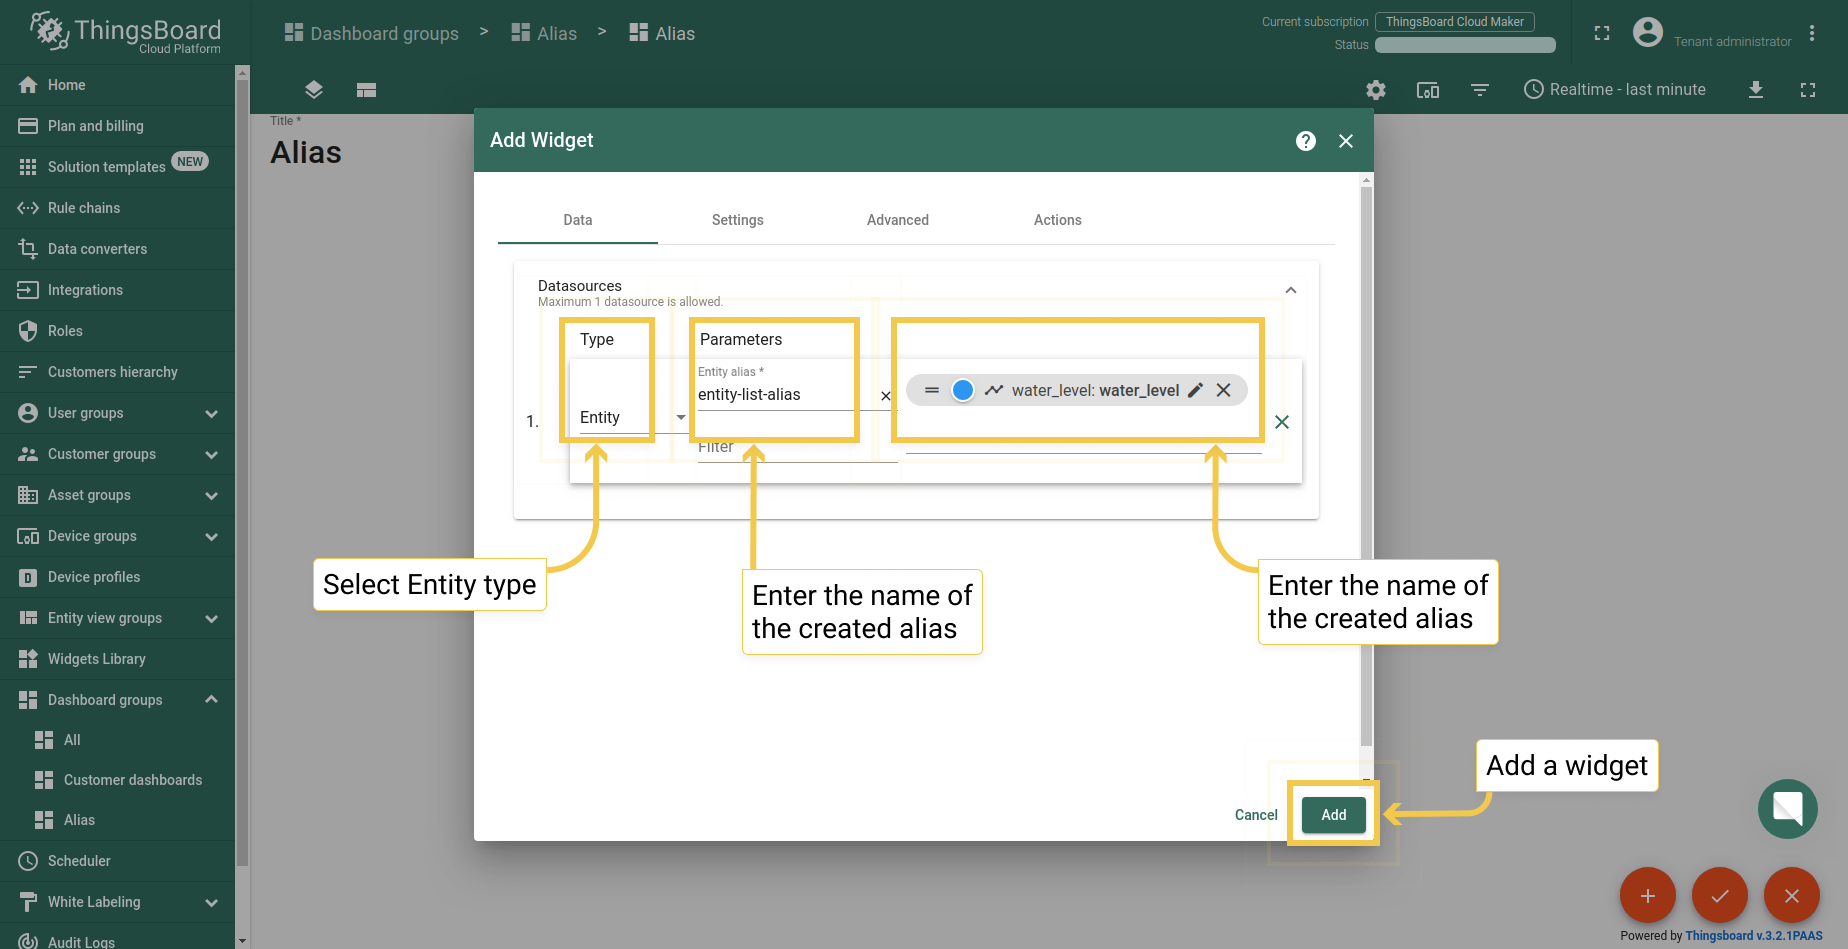 ThingsBoard
Cloud Platform
Dashboard groups > Alias > Alias
Current subscription ThingsBoard Cloud Maker
Status
Tenant administrator
Realtime - last minute
Home
Plan and billing
Solution templates NEW
Rule chains
Data converters
Integrations
Roles
Customers hierarchy
User groups
Customer groups
Asset groups
Device groups
Device profiles
Entity view groups
Widgets Library
Dashboard groups
All
Customer dashboards
Alias
Scheduler
White Labeling
Audit Logs
Title *
Alias
Add Widget
Data Settings Advanced Actions
Datasources
Maximum 1 datasource is allowed.
Type Parameters
Entity alias *
entity-list-alias
water_level: water_level
1. Entity
Filter
Select Entity type
Enter the name of
the created alias
Enter the name of
the created alias
Add a widget
Cancel Add
Powered by Thingsboard v.3.2.1PAAS